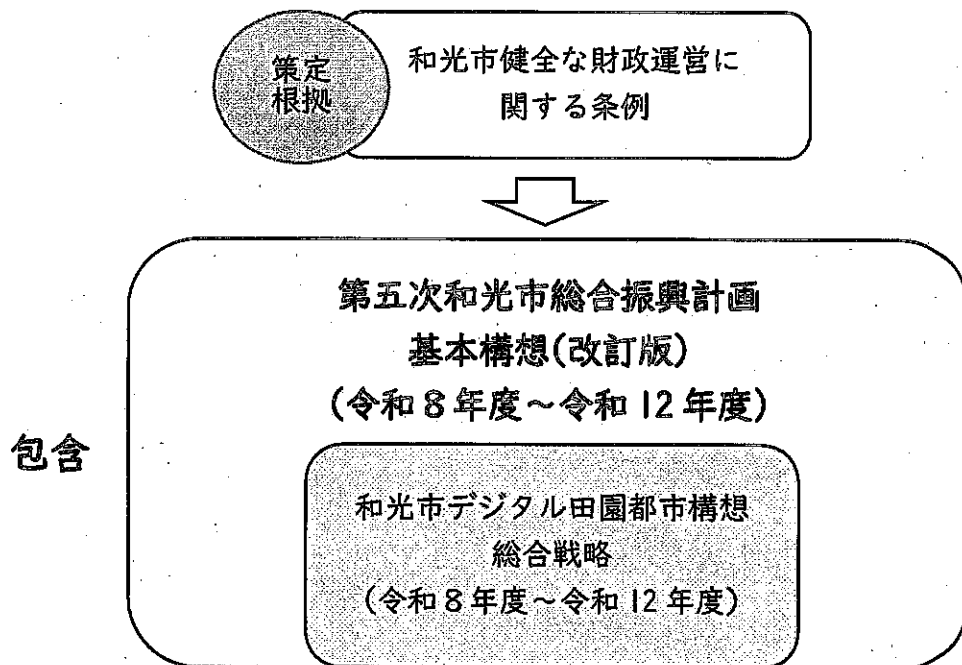 策定
根拠
和光市健全な財政運営に
関する条例
第五次和光市総合振興計画
基本構想(改訂版)
(令和8年度～令和12年度)
包含
和光市デジタル田園都市構想
総合戦略
(令和8年度～令和12年度)